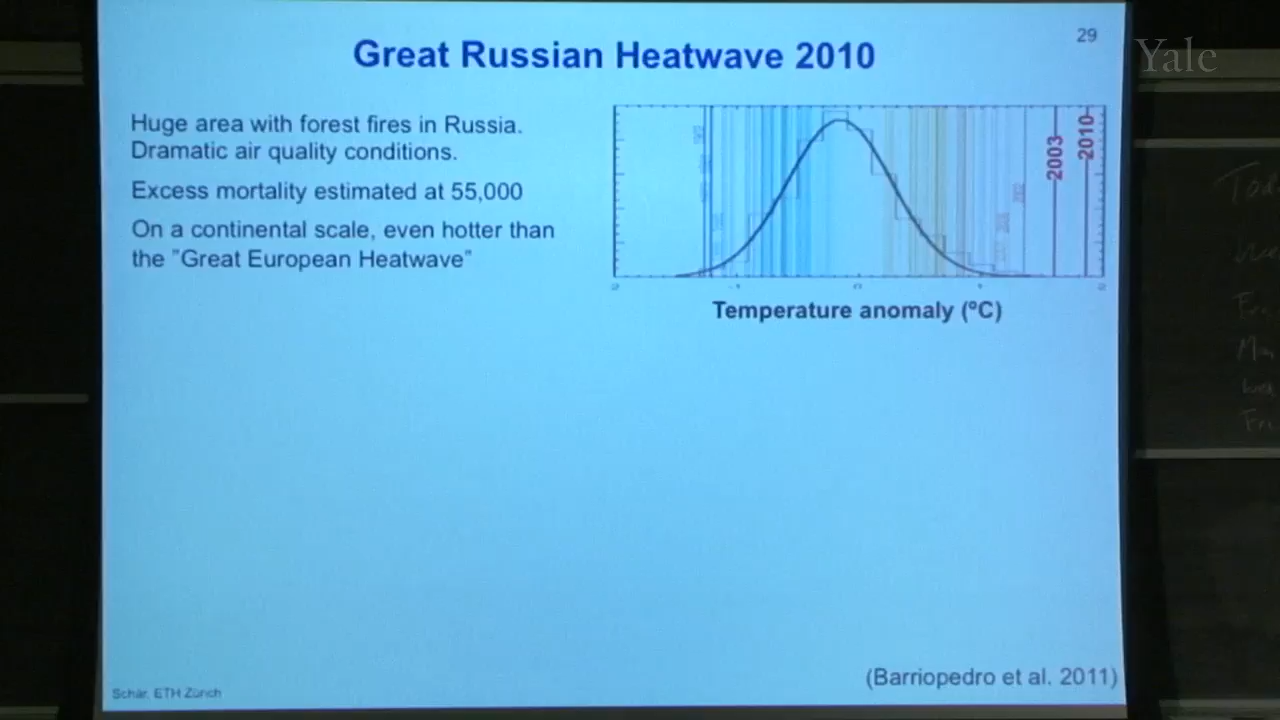 29
Yale
Great Russian Heatwave 2010
Huge area with forest fires in Russia.
Dramatic air quality conditions.
Excess mortality estimated at 55,000
On a continental scale, even hotter than
the "Great European Heatwave"
2003
2010
Temperature anomaly (ºC)
(Barriopedro et al. 2011)
Schär, ETH Zürich